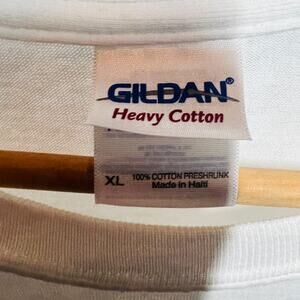 GILDAN®
Heavy Cotton
XL 100% COTTON PRESHRUNK
Made in Haiti